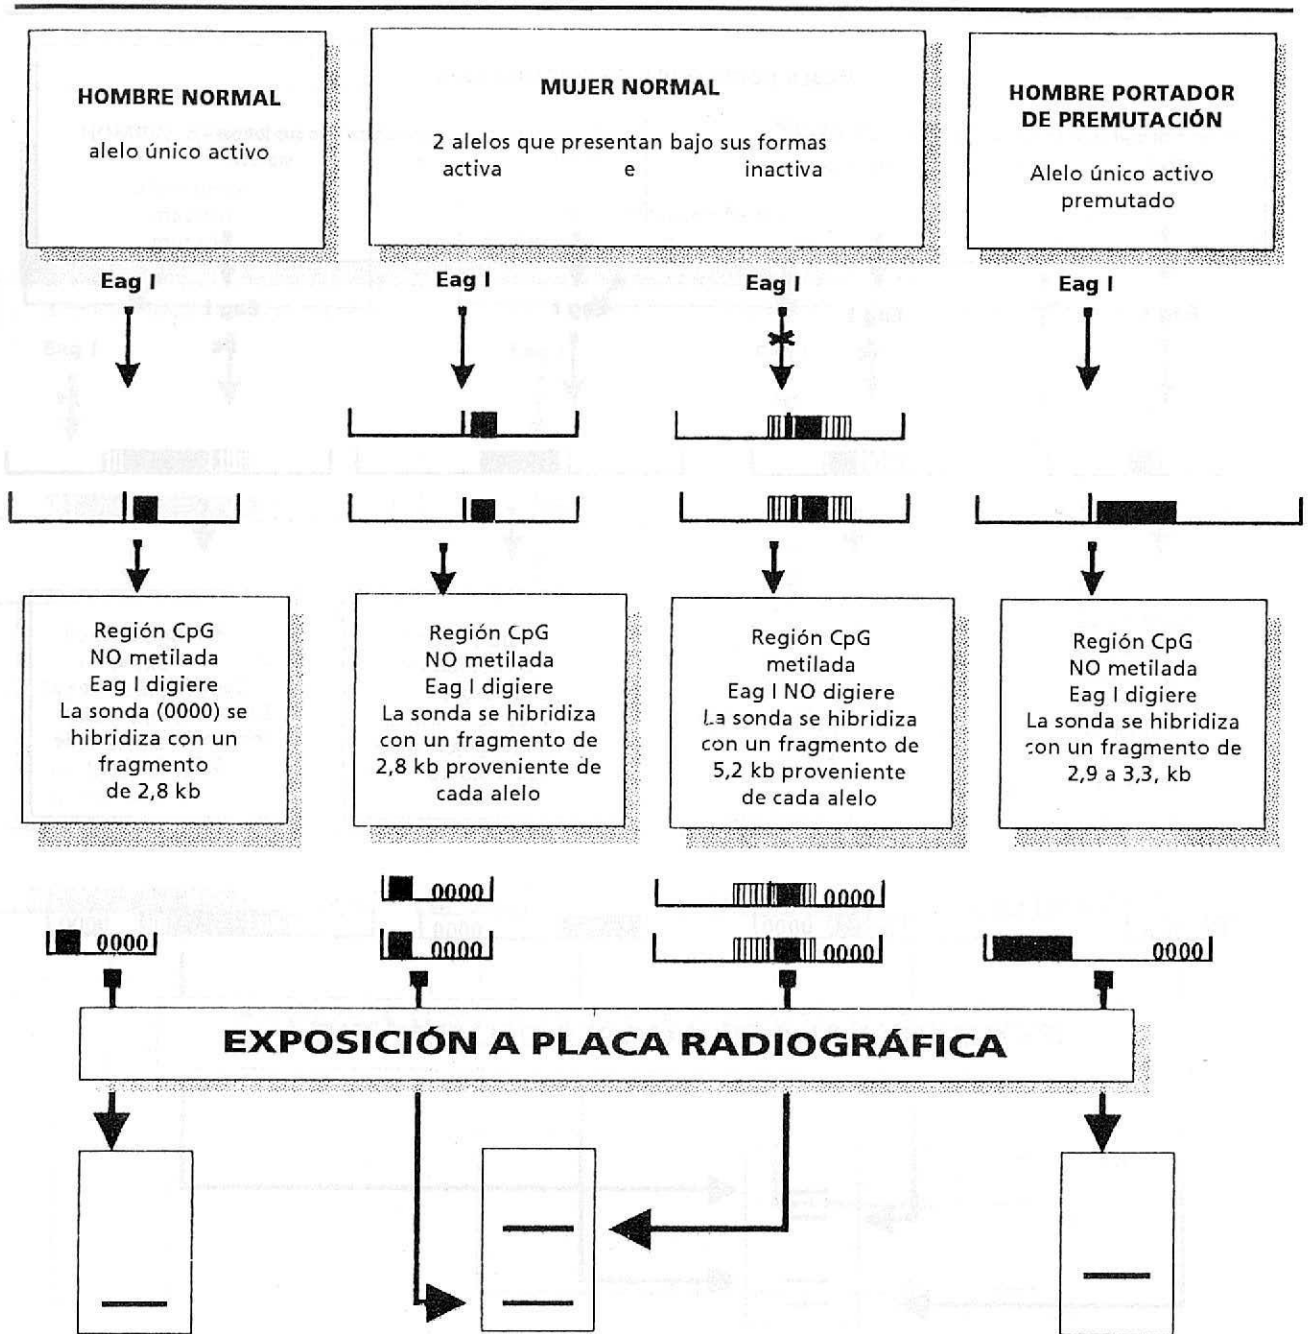 HOMBRE NORMAL
alelo único activo
MUJER NORMAL
2 alelos que presentan bajo sus formas
activa e inactiva
HOMBRE PORTADOR
DE PREMUTACIÓN
Alelo único activo
premutado
Eag I
Eag I
Eag I
Eag I
Región CpG
NO metilada
Eag I digiere
La sonda (0000) se
hibridiza con un
fragmento
de 2,8 kb
Región CpG
NO metilada
Eag I digiere
La sonda se hibridiza
con un fragmento de
2,8 kb proveniente de
cada alelo
Región CpG
metilada
Eag I NO digiere
La sonda se hibridiza
con un fragmento de
5,2 kb proveniente
de cada alelo
Región CpG
NO metilada
Eag I digiere
La sonda se hibridiza
con un fragmento de
2,9 a 3,3, kb
0000
0000
0000
0000
0000
0000
EXPOSICIÓN A PLACA RADIOGRÁFICA